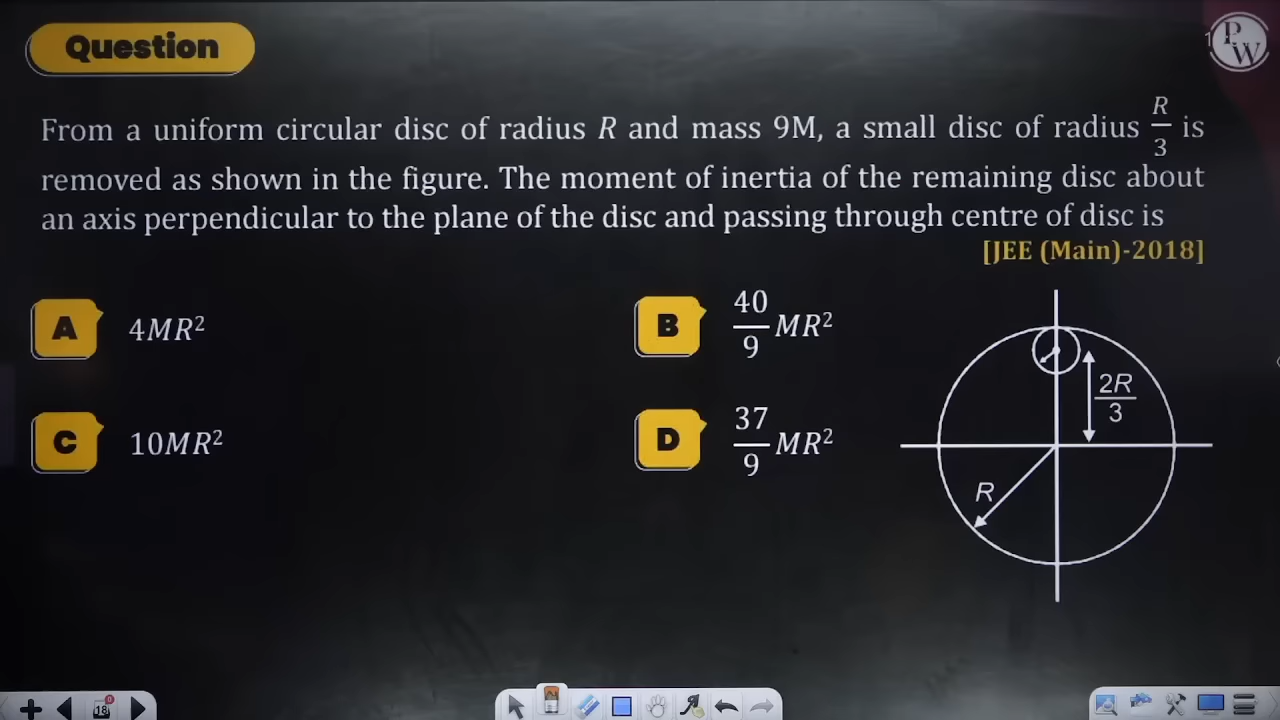 Question
PW
From a uniform circular disc of radius R and mass 9M, a small disc of radius R/3 is
removed as shown in the figure. The moment of inertia of the remaining disc about
an axis perpendicular to the plane of the disc and passing through centre of disc is
[JEE (Main)-2018]
A 4MR²
B 40/9 MR²
C 10MR²
D 37/9 MR²
2R/3
R
18